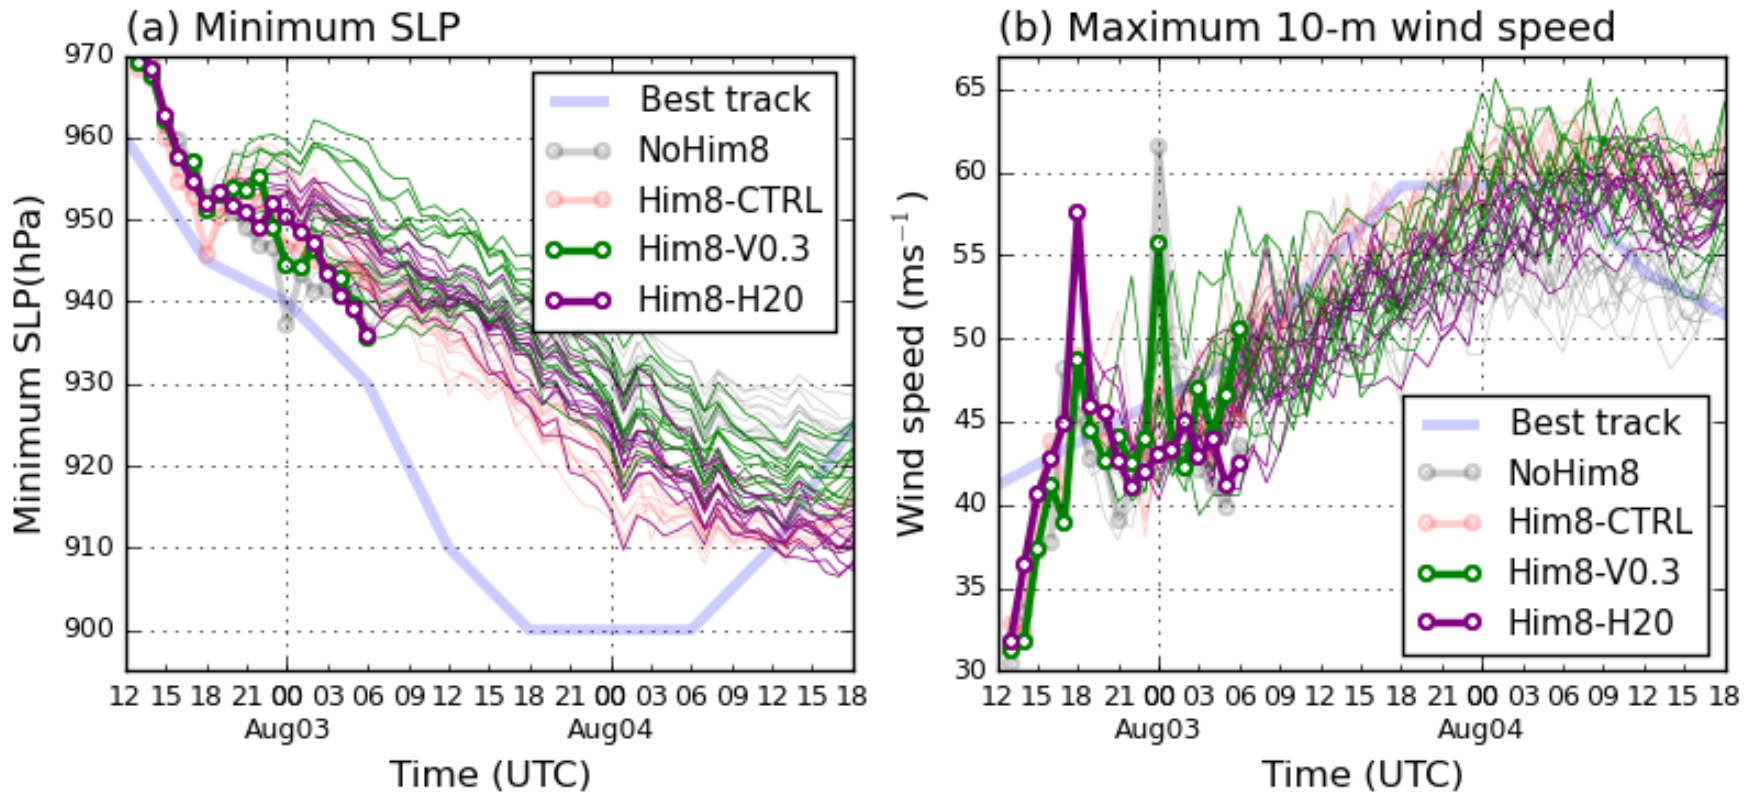 (a) Minimum SLP
970
960
950
940
930
920
910
900
Minimum SLP(hPa)
Best track
NoHim8
Him8-CTRL
Him8-V0.3
Him8-H20
12 15 18 21 00 03 06 09 12 15 18 21 00 03 06 09 12 15 18
Aug03 Aug04
Time (UTC)
(b) Maximum 10-m wind speed
65
60
55
50
45
40
35
30
Wind speed (ms⁻¹)
Best track
NoHim8
Him8-CTRL
Him8-V0.3
Him8-H20
12 15 18 21 00 03 06 09 12 15 18 21 00 03 06 09 12 15 18
Aug03 Aug04
Time (UTC)